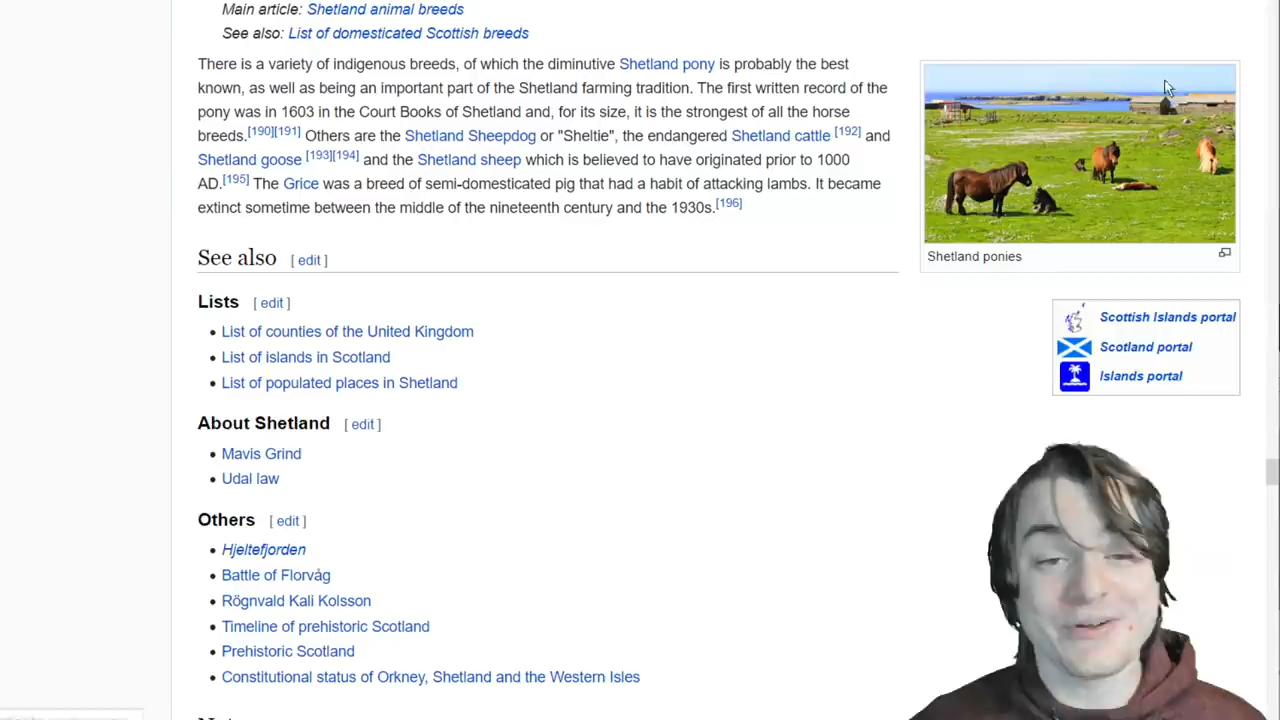 Main article: Shetland animal breeds
See also: List of domesticated Scottish breeds
There is a variety of indigenous breeds, of which the diminutive Shetland pony is probably the best
known, as well as being an important part of the Shetland farming tradition. The first written record of the
pony was in 1603 in the Court Books of Shetland and, for its size, it is the strongest of all the horse
breeds.[190][191] Others are the Shetland Sheepdog or "Sheltie", the endangered Shetland cattle [192] and
Shetland goose [193][194] and the Shetland sheep which is believed to have originated prior to 1000
AD.[195] The Grice was a breed of semi-domesticated pig that had a habit of attacking lambs. It became
extinct sometime between the middle of the nineteenth century and the 1930s.[196]
Shetland ponies
See also [ edit ]
Lists [ edit ]
• List of counties of the United Kingdom
• List of islands in Scotland
• List of populated places in Shetland
Scottish Islands portal
Scotland portal
Islands portal
About Shetland [ edit ]
• Mavis Grind
• Udal law
Others [ edit ]
• Hjeltefjorden
• Battle of Florvåg
• Rögnvald Kali Kolsson
• Timeline of prehistoric Scotland
• Prehistoric Scotland
• Constitutional status of Orkney, Shetland and the Western Isles